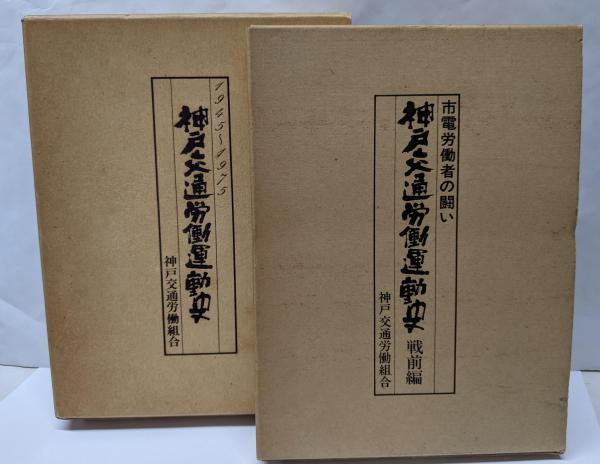 1945〜1975
神戸交通労働運動史
神戸交通労働組合
市電労働者の闘い
神戸交通労働運動史 戦前編
神戸交通労働組合